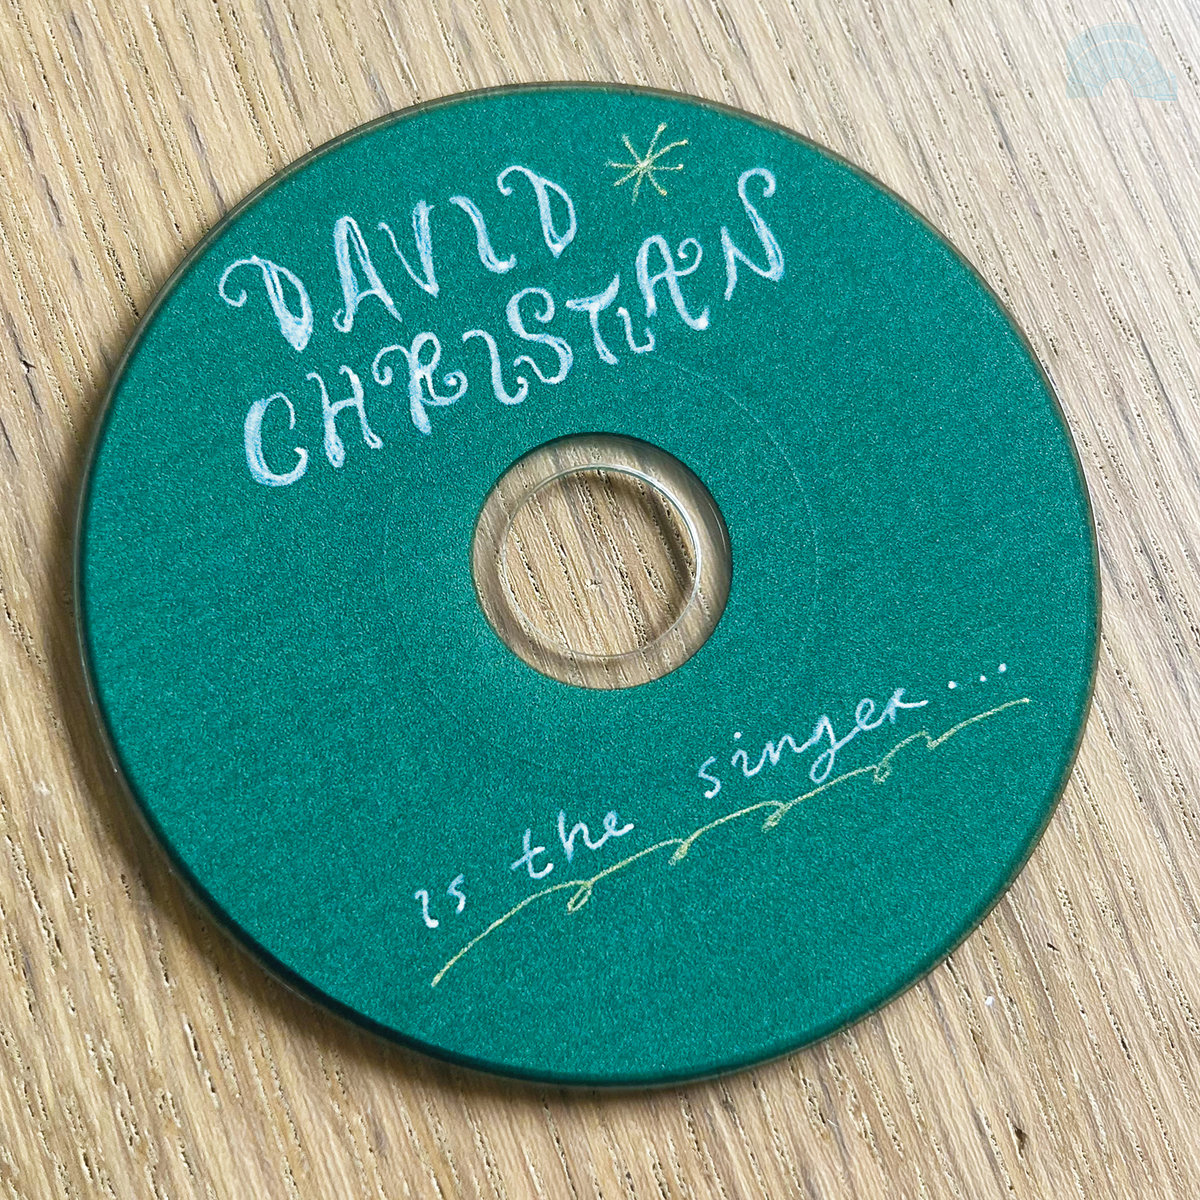 DAVID
CHRISTIAN
is the singer...